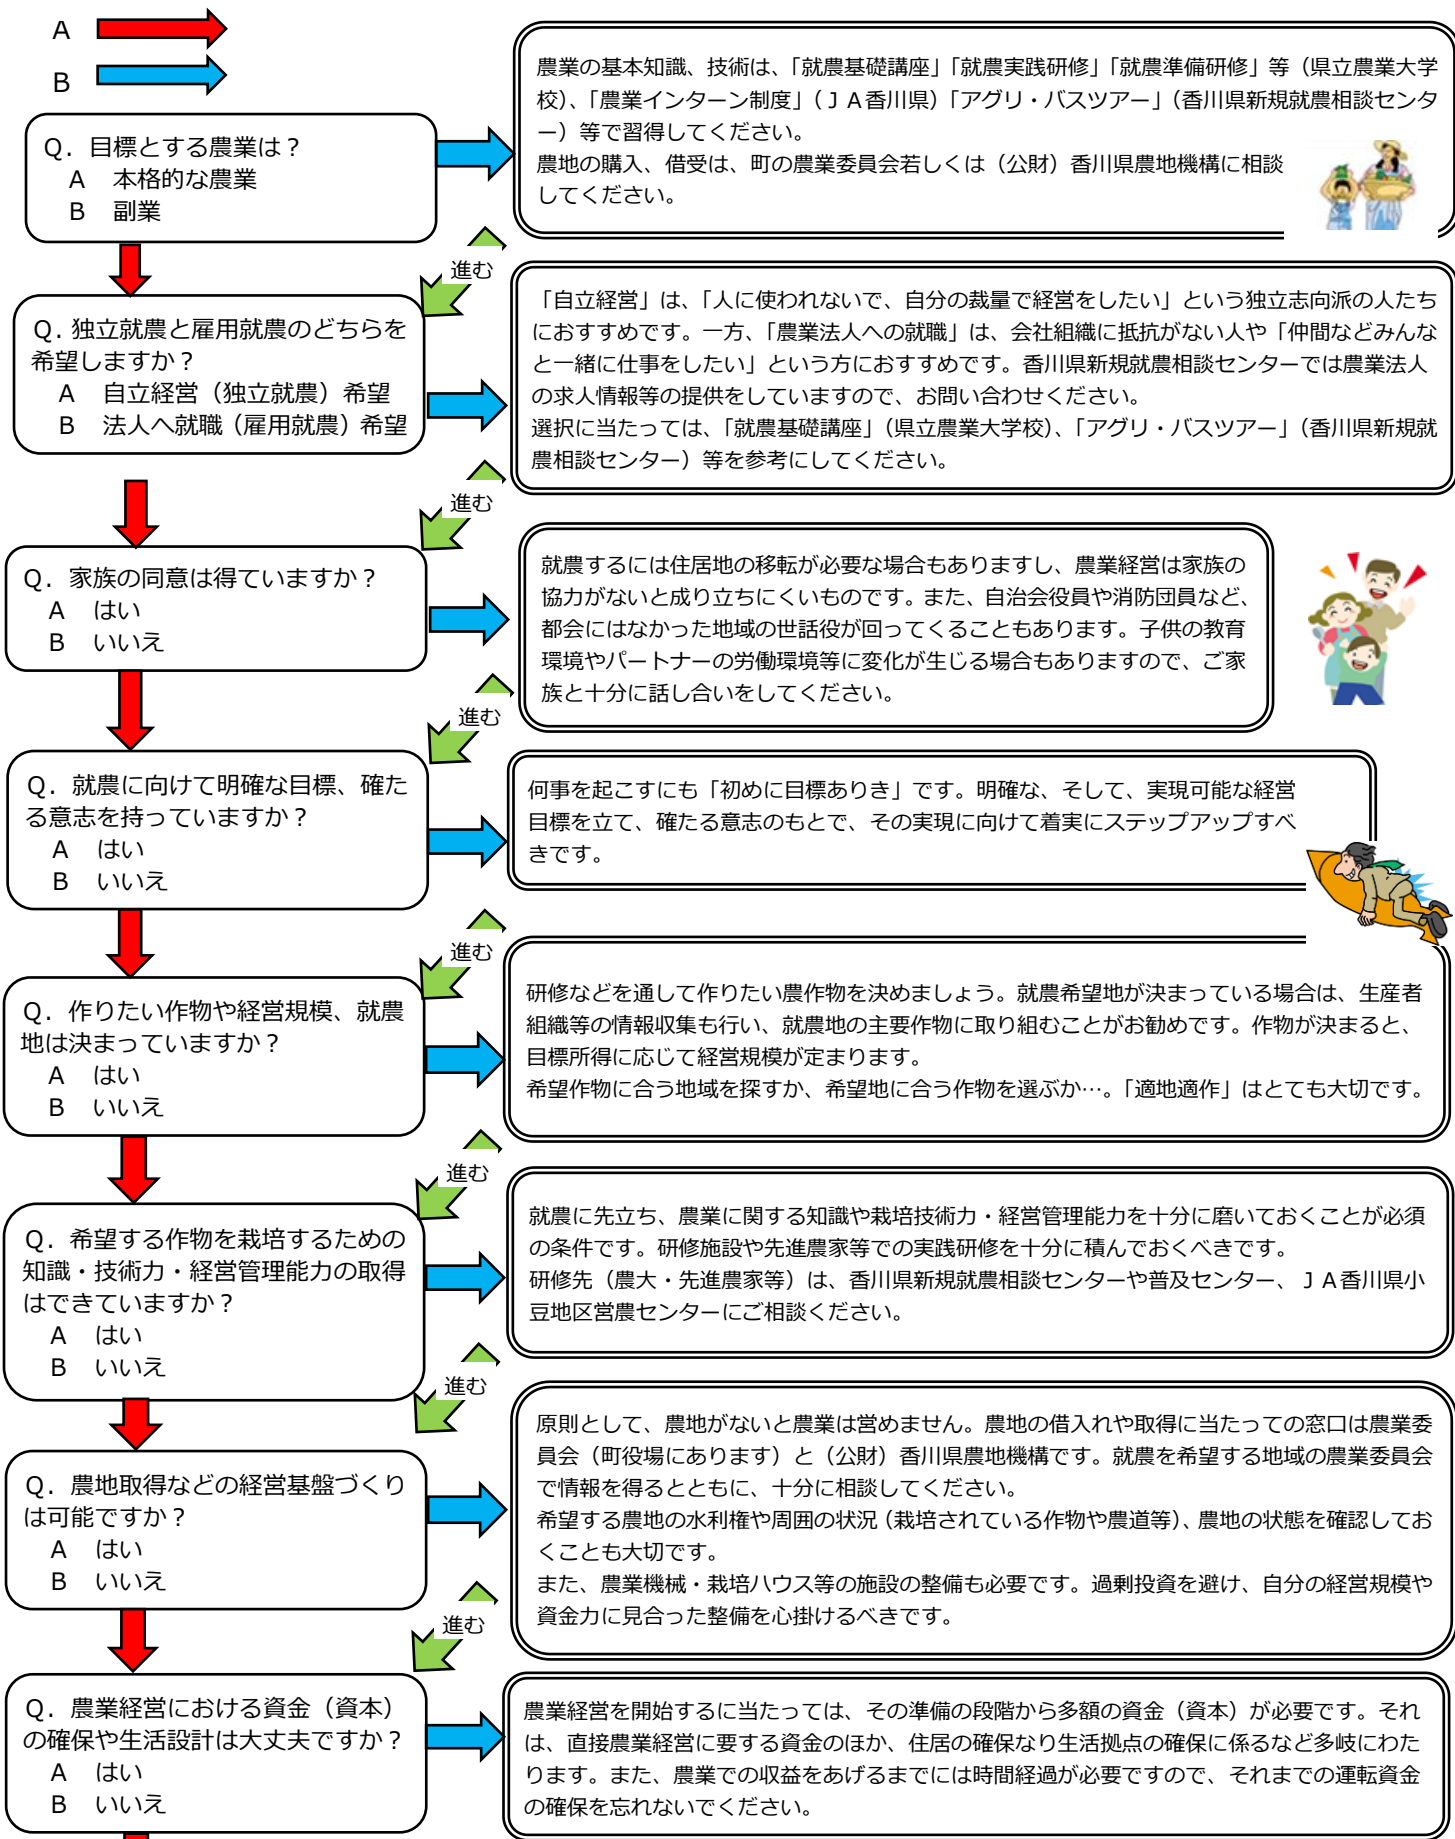 A
B
Q．目標とする農業は？
A　本格的な農業
B　副業
農業の基本知識、技術は、「就農基礎講座」「就農実践研修」「就農準備研修」等（県立農業大学
校）、「農業インターン制度」（ＪＡ香川県）「アグリ・バスツアー」（香川県新規就農相談センタ
ー）等で習得してください。
農地の購入、借受は、町の農業委員会若しくは（公財）香川県農地機構に相談
してください。
進む
Q．独立就農と雇用就農のどちらを
希望しますか？
A　自立経営（独立就農）希望
B　法人へ就職（雇用就農）希望
「自立経営」は、「人に使われないで、自分の裁量で経営をしたい」という独立志向派の人たち
におすすめです。一方、「農業法人への就職」は、会社組織に抵抗がない人や「仲間などみんな
と一緒に仕事をしたい」という方におすすめです。香川県新規就農相談センターでは農業法人
の求人情報等の提供をしていますので、お問い合わせください。
選択に当たっては、「就農基礎講座」（県立農業大学校）、「アグリ・バスツアー」（香川県新規就
農相談センター）等を参考にしてください。
進む
Q．家族の同意は得ていますか？
A　はい
B　いいえ
就農するには住居地の移転が必要な場合もありますし、農業経営は家族の
協力がないと成り立ちにくいものです。また、自治会役員や消防団員など、
都会にはなかった地域の世話役が回ってくることもあります。子供の教育
環境やパートナーの労働環境等に変化が生じる場合もありますので、ご家
族と十分に話し合いをしてください。
進む
Q．就農に向けて明確な目標、確た
る意志を持っていますか？
A　はい
B　いいえ
何事を起こすにも「初めに目標ありき」です。明確な、そして、実現可能な経営
目標を立て、確たる意志のもとで、その実現に向けて着実にステップアップすべ
きです。
進む
Q．作りたい作物や経営規模、就農
地は決まっていますか？
A　はい
B　いいえ
研修などを通して作りたい農作物を決めましょう。就農希望地が決まっている場合は、生産者
組織等の情報収集も行い、就農地の主要作物に取り組むことがお勧めです。作物が決まると、
目標所得に応じて経営規模が定まります。
希望作物に合う地域を探すか、希望地に合う作物を選ぶか…。「適地適作」はとても大切です。
進む
Q．希望する作物を栽培するための
知識・技術力・経営管理能力の取得
はできていますか？
A　はい
B　いいえ
就農に先立ち、農業に関する知識や栽培技術力・経営管理能力を十分に磨いておくことが必須
の条件です。研修施設や先進農家等での実践研修を十分に積んでおくべきです。
研修先（農大・先進農家等）は、香川県新規就農相談センターや普及センター、ＪＡ香川県小
豆地区営農センターにご相談ください。
進む
Q．農地取得などの経営基盤づくり
は可能ですか？
A　はい
B　いいえ
原則として、農地がないと農業は営めません。農地の借入れや取得に当たっての窓口は農業委
員会（町役場にあります）と（公財）香川県農地機構です。就農を希望する地域の農業委員会
で情報を得るとともに、十分に相談してください。
希望する農地の水利権や周囲の状況（栽培されている作物や農道等）、農地の状態を確認してお
くことも大切です。
また、農業機械・栽培ハウス等の施設の整備も必要です。過剰投資を避け、自分の経営規模や
資金力に見合った整備を心掛けるべきです。
進む
Q．農業経営における資金（資本）
の確保や生活設計は大丈夫ですか？
A　はい
B　いいえ
農業経営を開始するに当たっては、その準備の段階から多額の資金（資本）が必要です。それ
は、直接農業経営に要する資金のほか、住居の確保なり生活拠点の確保に係るなど多岐にわた
ります。また、農業での収益をあげるまでには時間経過が必要ですので、それまでの運転資金
の確保を忘れないでください。